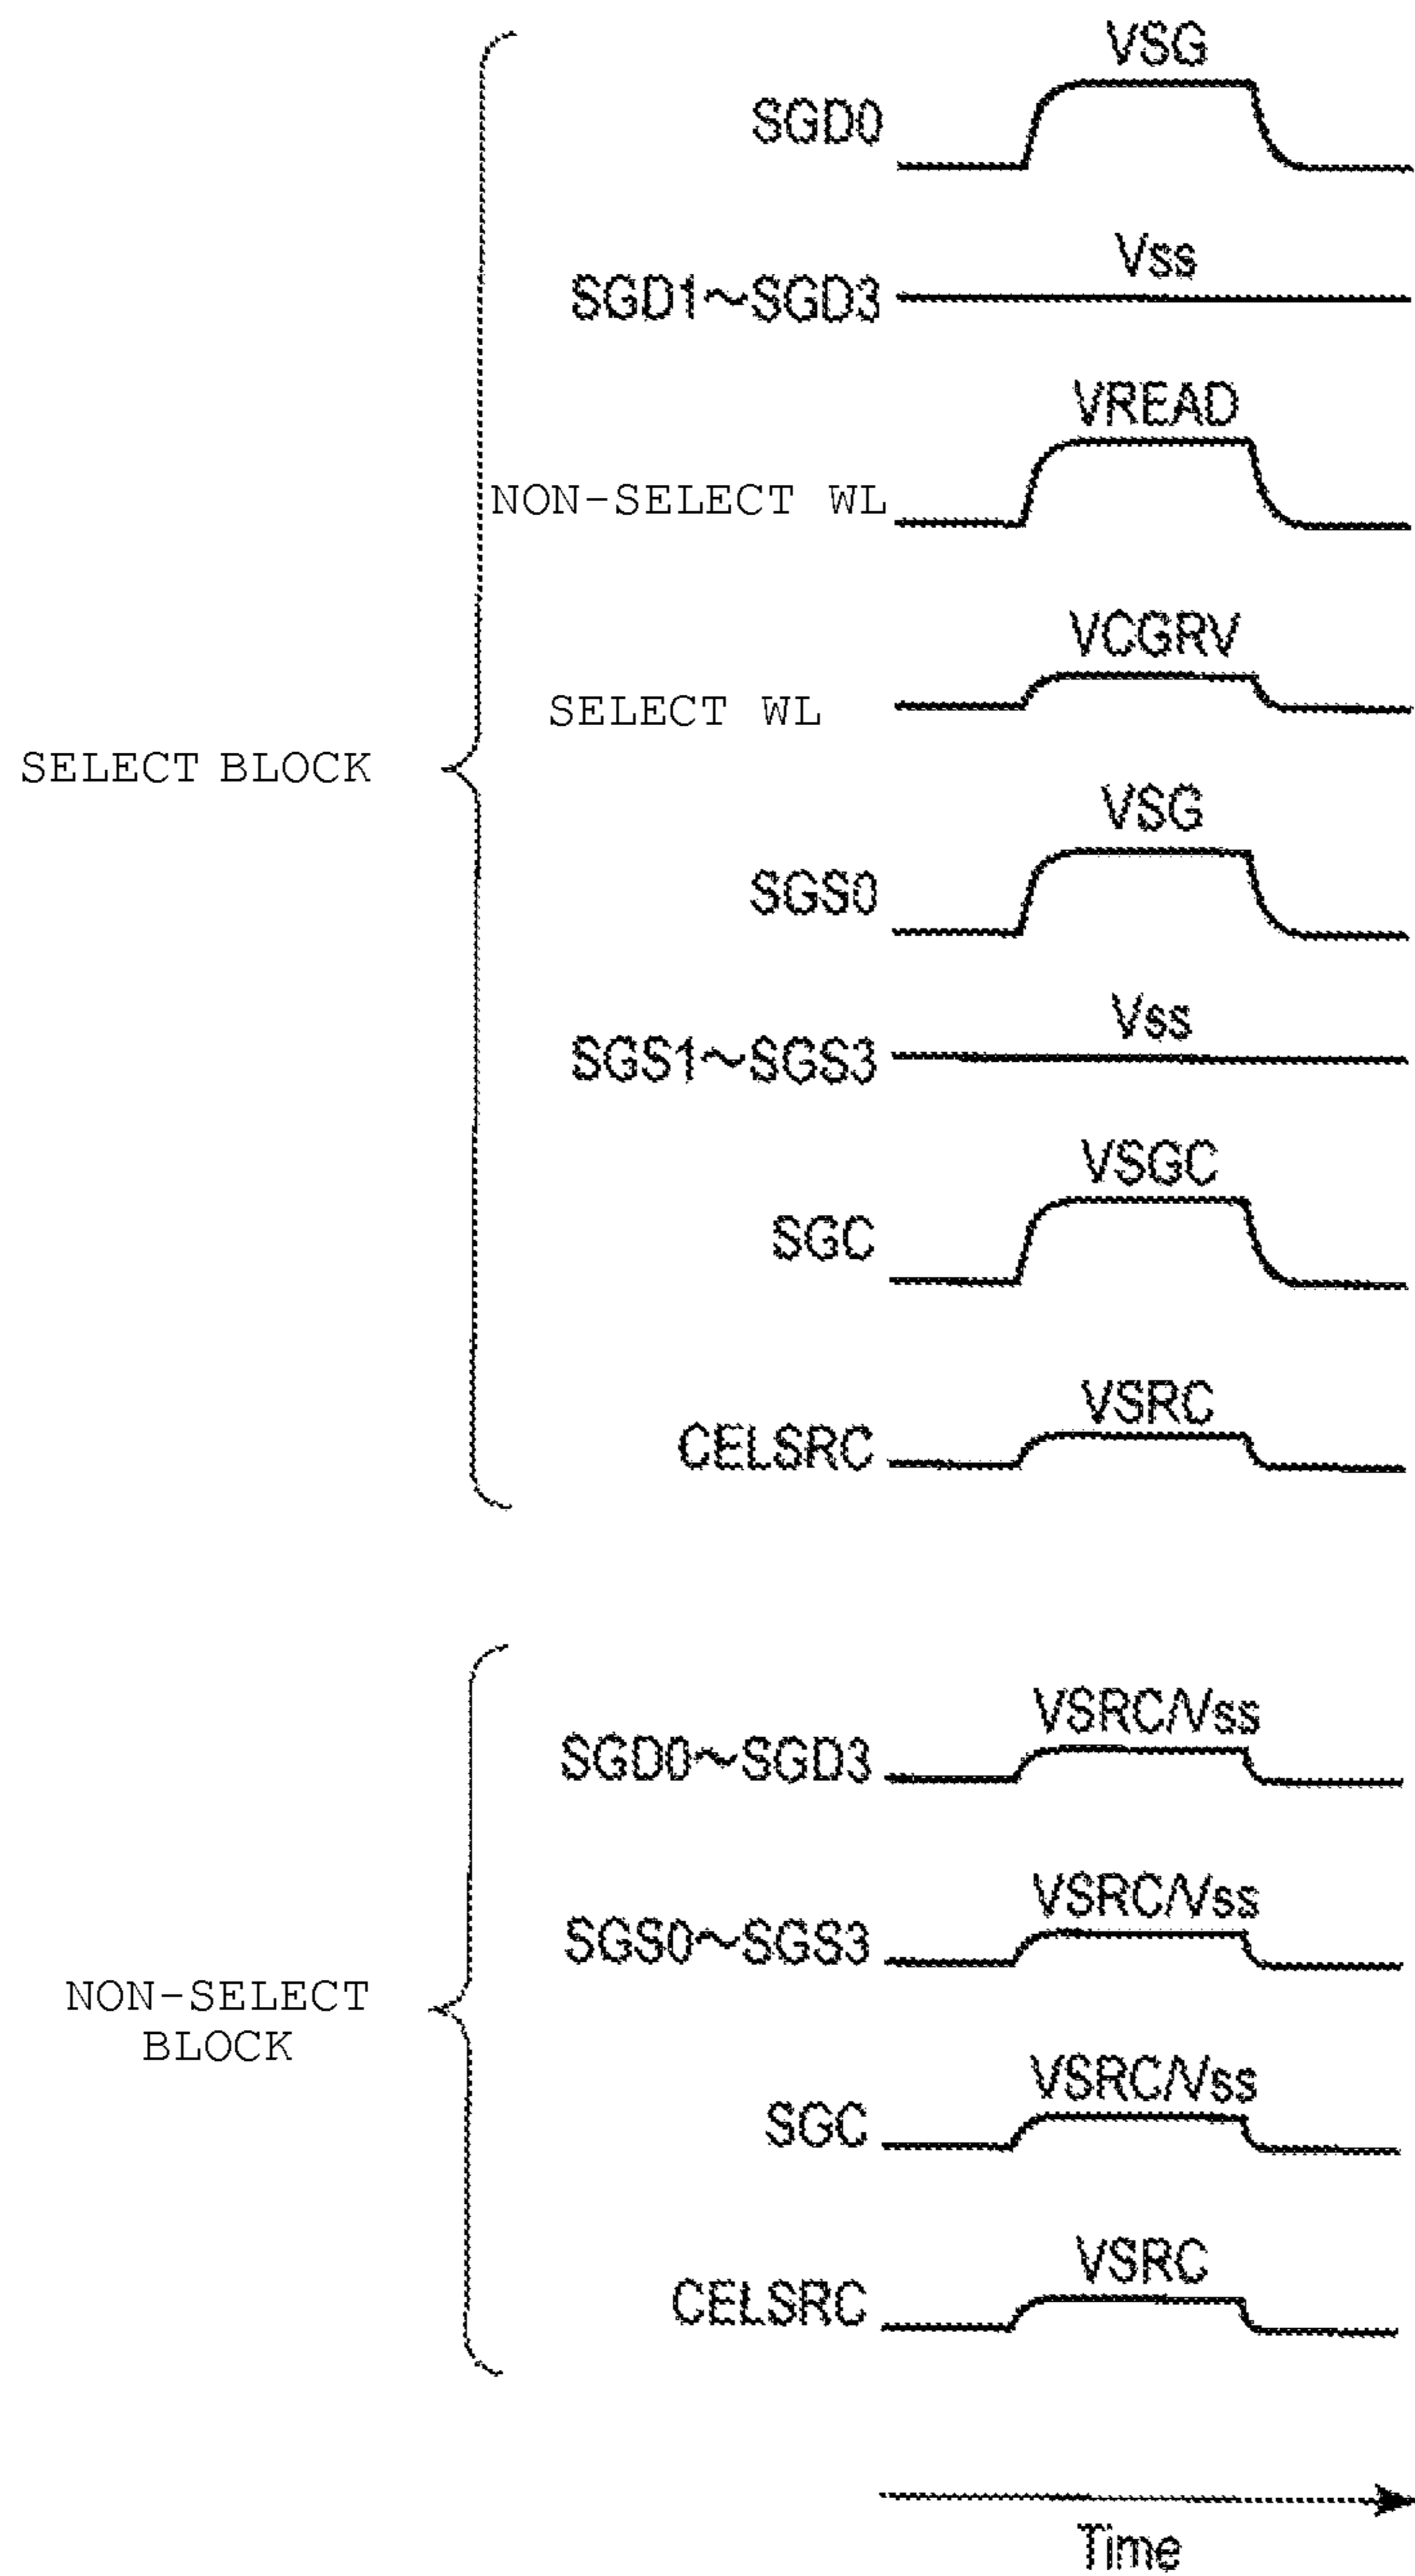 VSG
SGD0
Vss
SGD1~SGD3
VREAD
NON-SELECT WL
VCGRV
SELECT WL
SELECT BLOCK
VSG
SGS0
Vss
SGS1~SGS3
VSGC
SGC
VSRC
CELSRC
VSRC/Vss
SGD0~SGD3
VSRC/Vss
SGS0~SGS3
NON-SELECT
BLOCK
VSRC/Vss
SGC
VSRC
CELSRC
Time